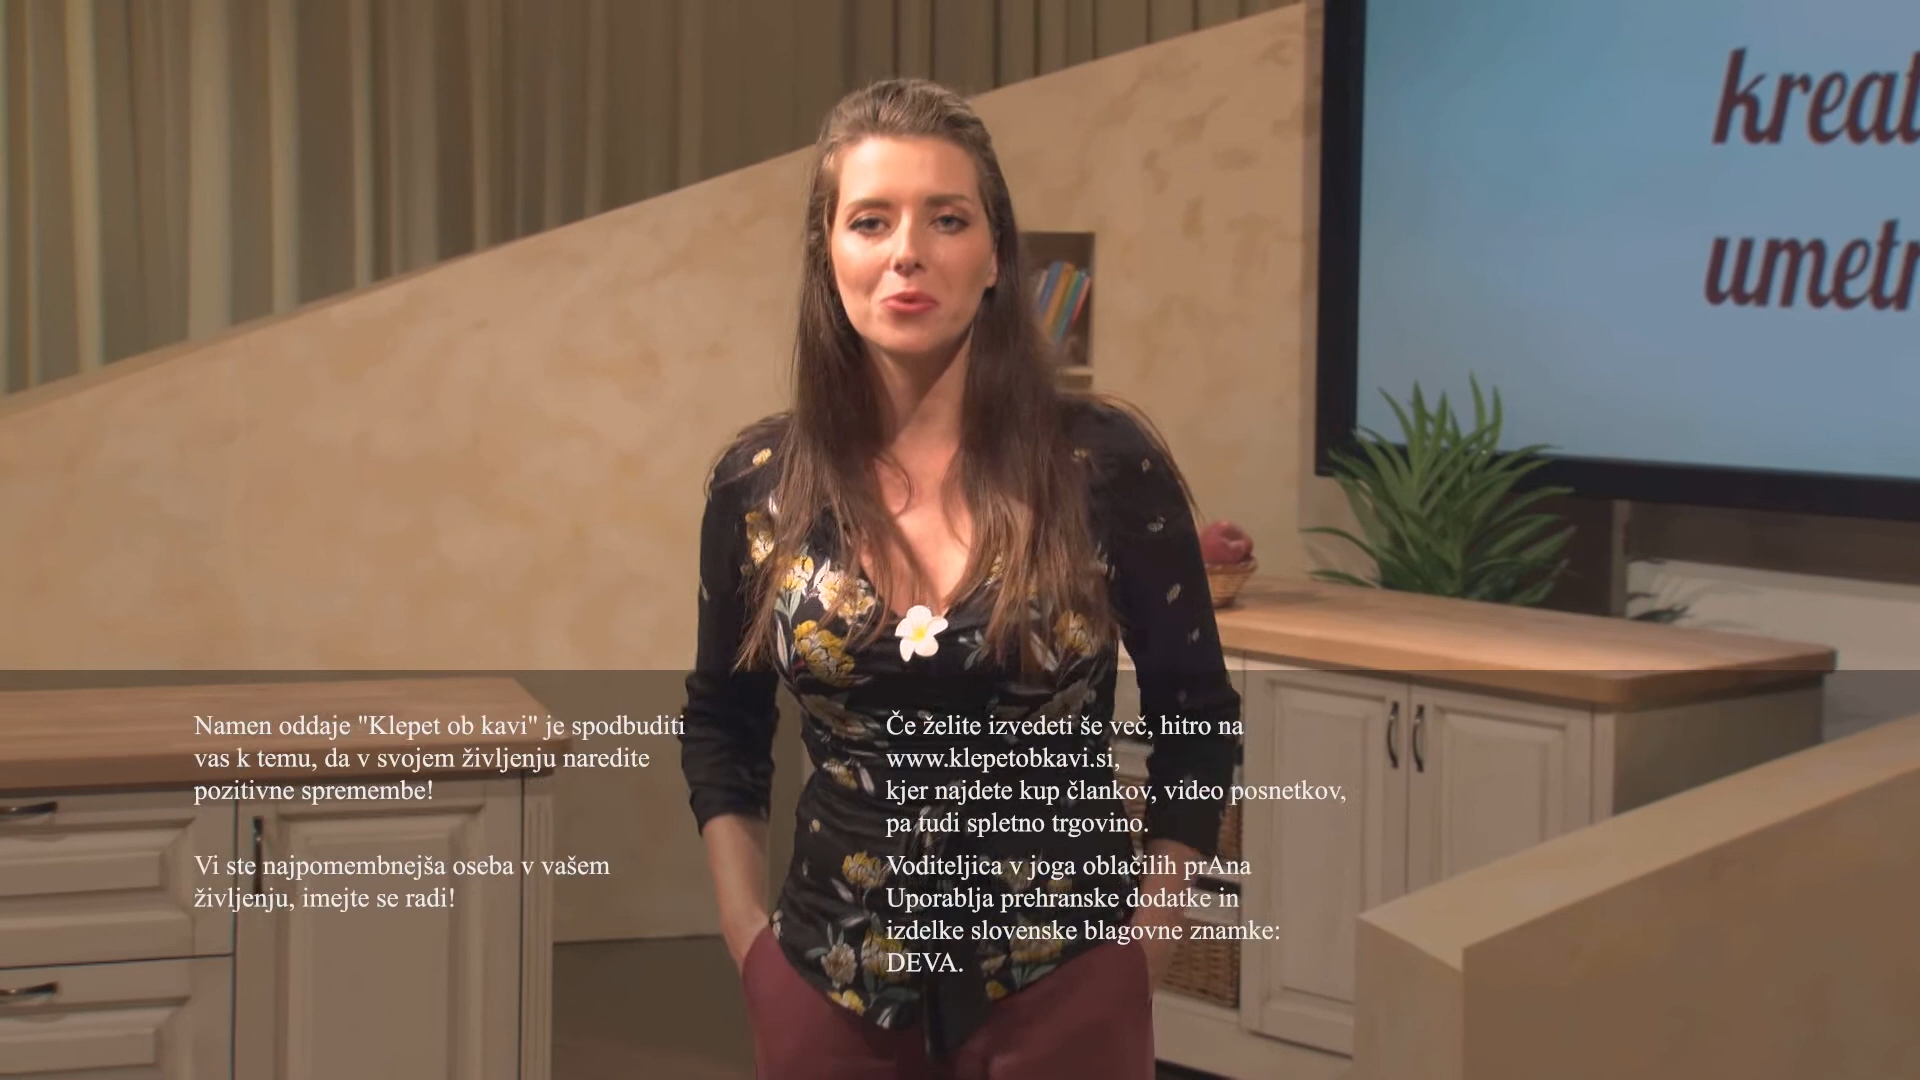 kreat
umetn
Namen oddaje "Klepet ob kavi" je spodbuditi
vas k temu, da v svojem življenju naredite
pozitivne spremembe!
Vi ste najpomembnejša oseba v vašem
življenju, imejte se radi!
Če želite izvedeti še več, hitro na
www.klepetobkavi.si,
kjer najdete kup člankov, video posnetkov,
pa tudi spletno trgovino.
Voditeljica v joga oblačilih prAna
Uporablja prehranske dodatke in
izdelke slovenske blagovne znamke:
DEVA.